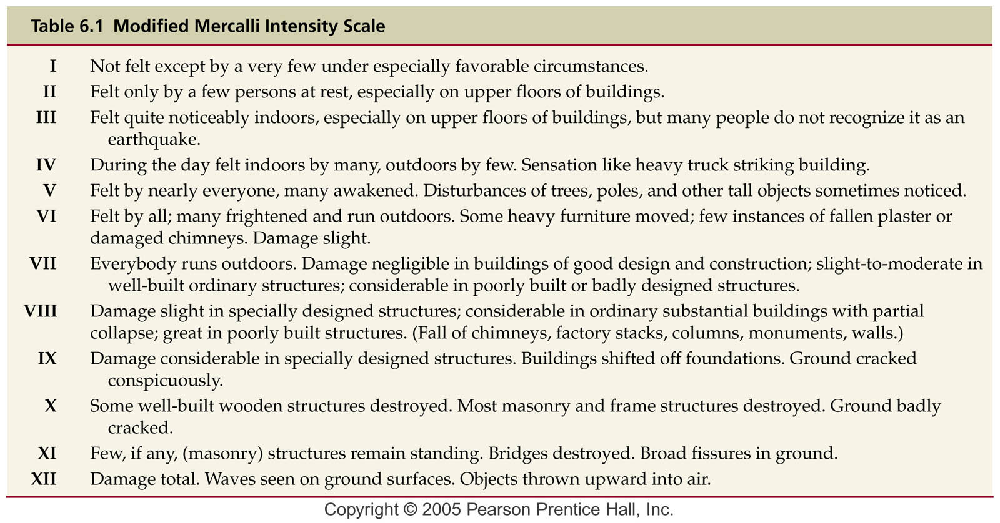 Table 6.1 Modified Mercalli Intensity Scale
I Not felt except by a very few under especially favorable circumstances.
II Felt only by a few persons at rest, especially on upper floors of buildings.
III Felt quite noticeably indoors, especially on upper floors of buildings, but many people do not recognize it as an
earthquake.
IV During the day felt indoors by many, outdoors by few. Sensation like heavy truck striking building.
V Felt by nearly everyone, many awakened. Disturbances of trees, poles, and other tall objects sometimes noticed.
VI Felt by all; many frightened and run outdoors. Some heavy furniture moved; few instances of fallen plaster or
damaged chimneys. Damage slight.
VII Everybody runs outdoors. Damage negligible in buildings of good design and construction; slight-to-moderate in
well-built ordinary structures; considerable in poorly built or badly designed structures.
VIII Damage slight in specially designed structures; considerable in ordinary substantial buildings with partial
collapse; great in poorly built structures. (Fall of chimneys, factory stacks, columns, monuments, walls.)
IX Damage considerable in specially designed structures. Buildings shifted off foundations. Ground cracked
conspicuously.
X Some well-built wooden structures destroyed. Most masonry and frame structures destroyed. Ground badly
cracked.
XI Few, if any, (masonry) structures remain standing. Bridges destroyed. Broad fissures in ground.
XII Damage total. Waves seen on ground surfaces. Objects thrown upward into air.
Copyright © 2005 Pearson Prentice Hall, Inc.